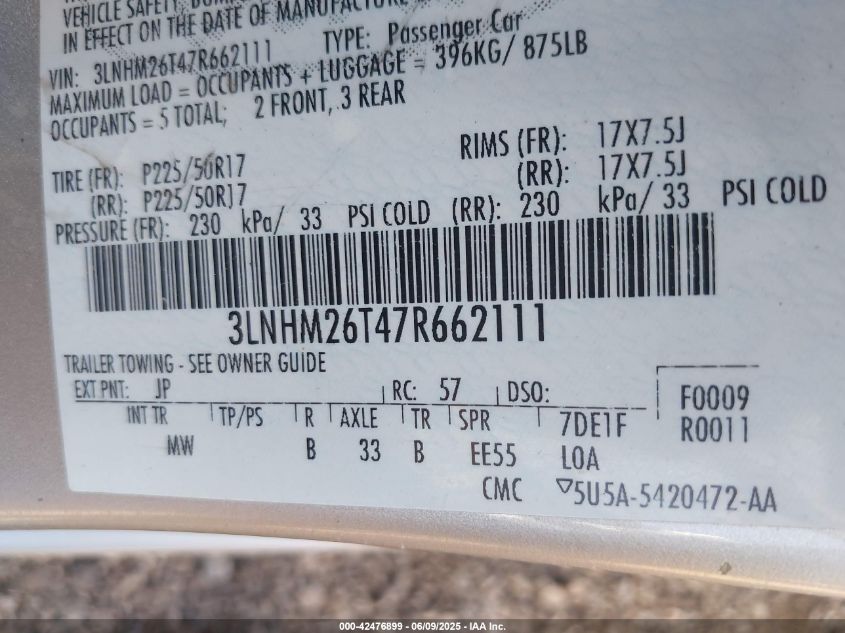 VEHICLE SAFETY,
IN EFFECT ON THE DATE OF MANUFACTURE
VIN: 3LNHM26T47R662111 TYPE: Passenger Car
MAXIMUM LOAD = OCCUPANTS + LUGGAGE = 396KG/ 875LB
OCCUPANTS = 5 TOTAL; 2 FRONT, 3 REAR
TIRE (FR): P225/50R17 RIMS (FR): 17X7.5J
(RR): P225/50R17 (RR): 17X7.5J
PRESSURE (FR): 230 kPa/ 33 PSI COLD (RR): 230 kPa/ 33 PSI COLD
3LNHM26T47R662111
TRAILER TOWING - SEE OWNER GUIDE
EXT PNT: JP RC: 57 DSO: F0009
INT TR TP/PS R AXLE TR SPR 7DE1F R0011
MW B 33 B EE55 LOA
CMC ▽5U5A-5420472-AA
000-42476899 - 06/09/2025 - IAA Inc.